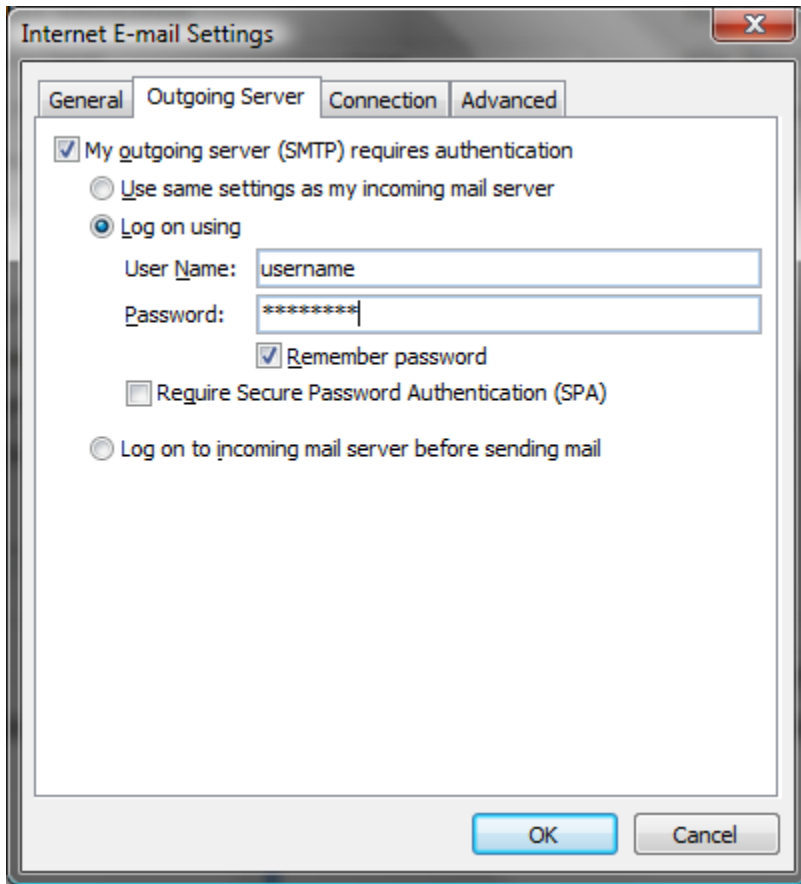 Internet E-mail Settings
General Outgoing Server Connection Advanced
My outgoing server (SMTP) requires authentication
Use same settings as my incoming mail server
Log on using
User Name: username
Password: ********
Remember password
Require Secure Password Authentication (SPA)
Log on to incoming mail server before sending mail
OK Cancel